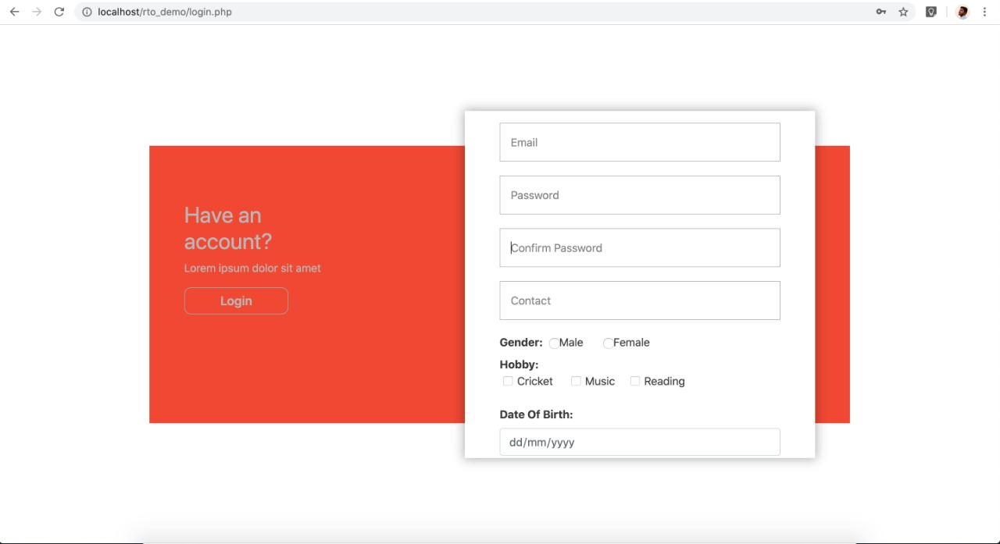 localhost/rto_demo/login.php
Have an
account?
Lorem ipsum dolor sit amet
Login
Email
Password
Confirm Password
Contact
Gender: Male Female
Hobby:
Cricket Music Reading
Date Of Birth:
dd/mm/yyyy